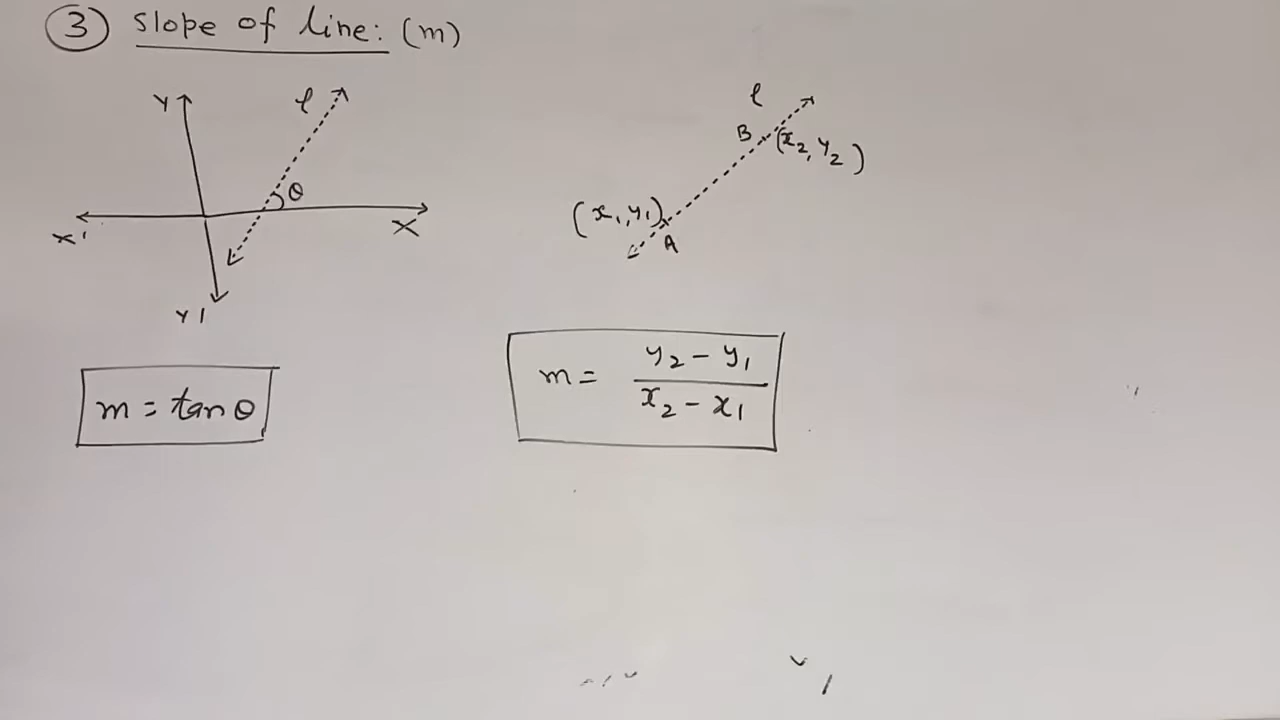 ③ Slope of line: (m)
Y
l
θ
X'
X
Y'
m = tan θ
l
B (x₂, y₂)
(x₁, y₁)
A
m = y₂ - y₁ / x₂ - x₁